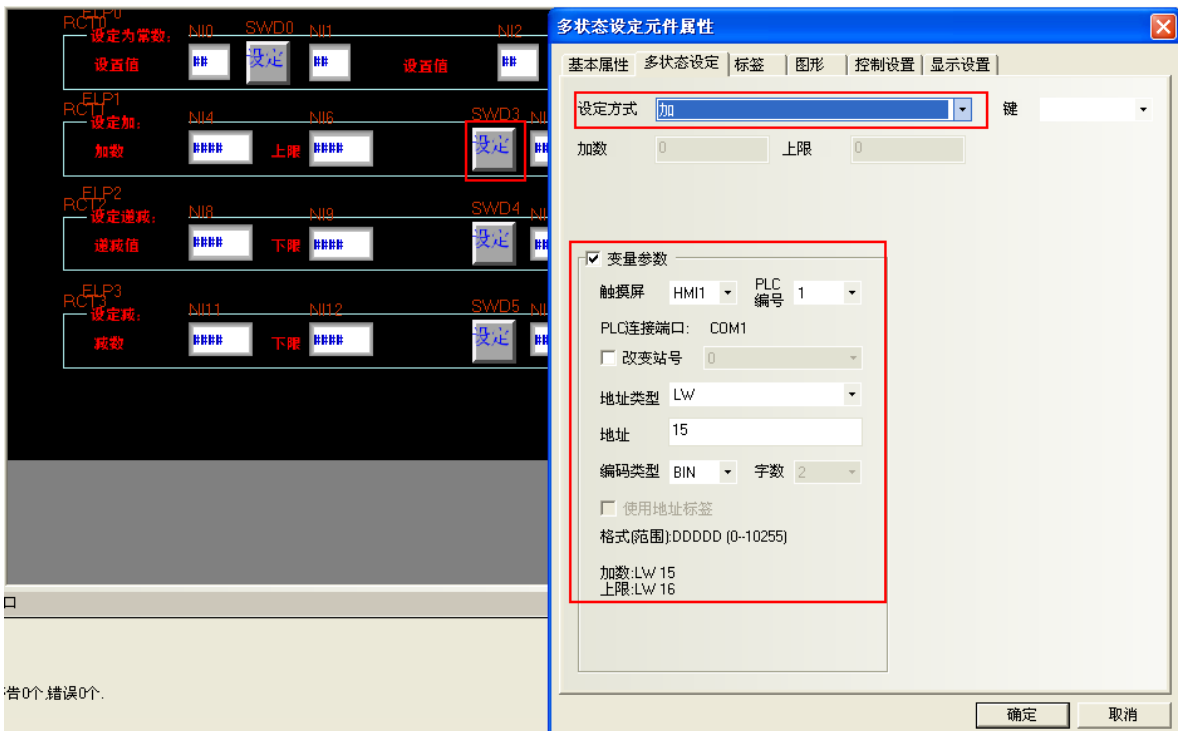 ELP0
RCT0
设定为常数:
NI0
SWD0
NI1
NI2
设置值
##
设定
##
设置值
##
ELP1
RCT1
设定加:
NI4
NI6
SWD3
NI
加数
####
上限
####
设定
##
ELP2
RCT2
设定递减:
NI8
NI9
SWD4
NI
递减值
####
下限
####
设定
##
ELP3
RCT3
设定减:
NI11
NI12
SWD5
NI
减数
####
下限
####
设定
##
口
告0个,错误0个.
多状态设定元件属性
基本属性 多状态设定 标签 图形 控制设置 显示设置
设定方式 加 键
加数 0 上限 0
变量参数
触摸屏 HMI1 PLC编号 1
PLC连接端口: COM1
改变站号 0
地址类型 LW
地址 15
编码类型 BIN 字数 2
使用地址标签
格式(范围):DDDDD (0--10255)
加数:LW 15
上限:LW 16
确定 取消